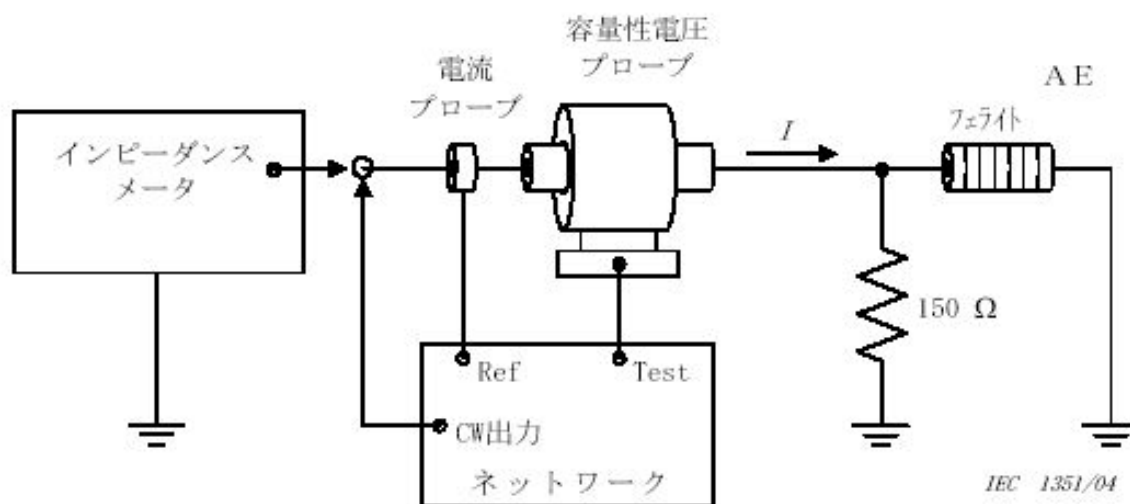 容量性電圧
プローブ
電流
プローブ
AE
インピーダンス
メータ
I
フェライト
150 Ω
Ref
Test
CW出力
ネットワーク
IEC 1351/04